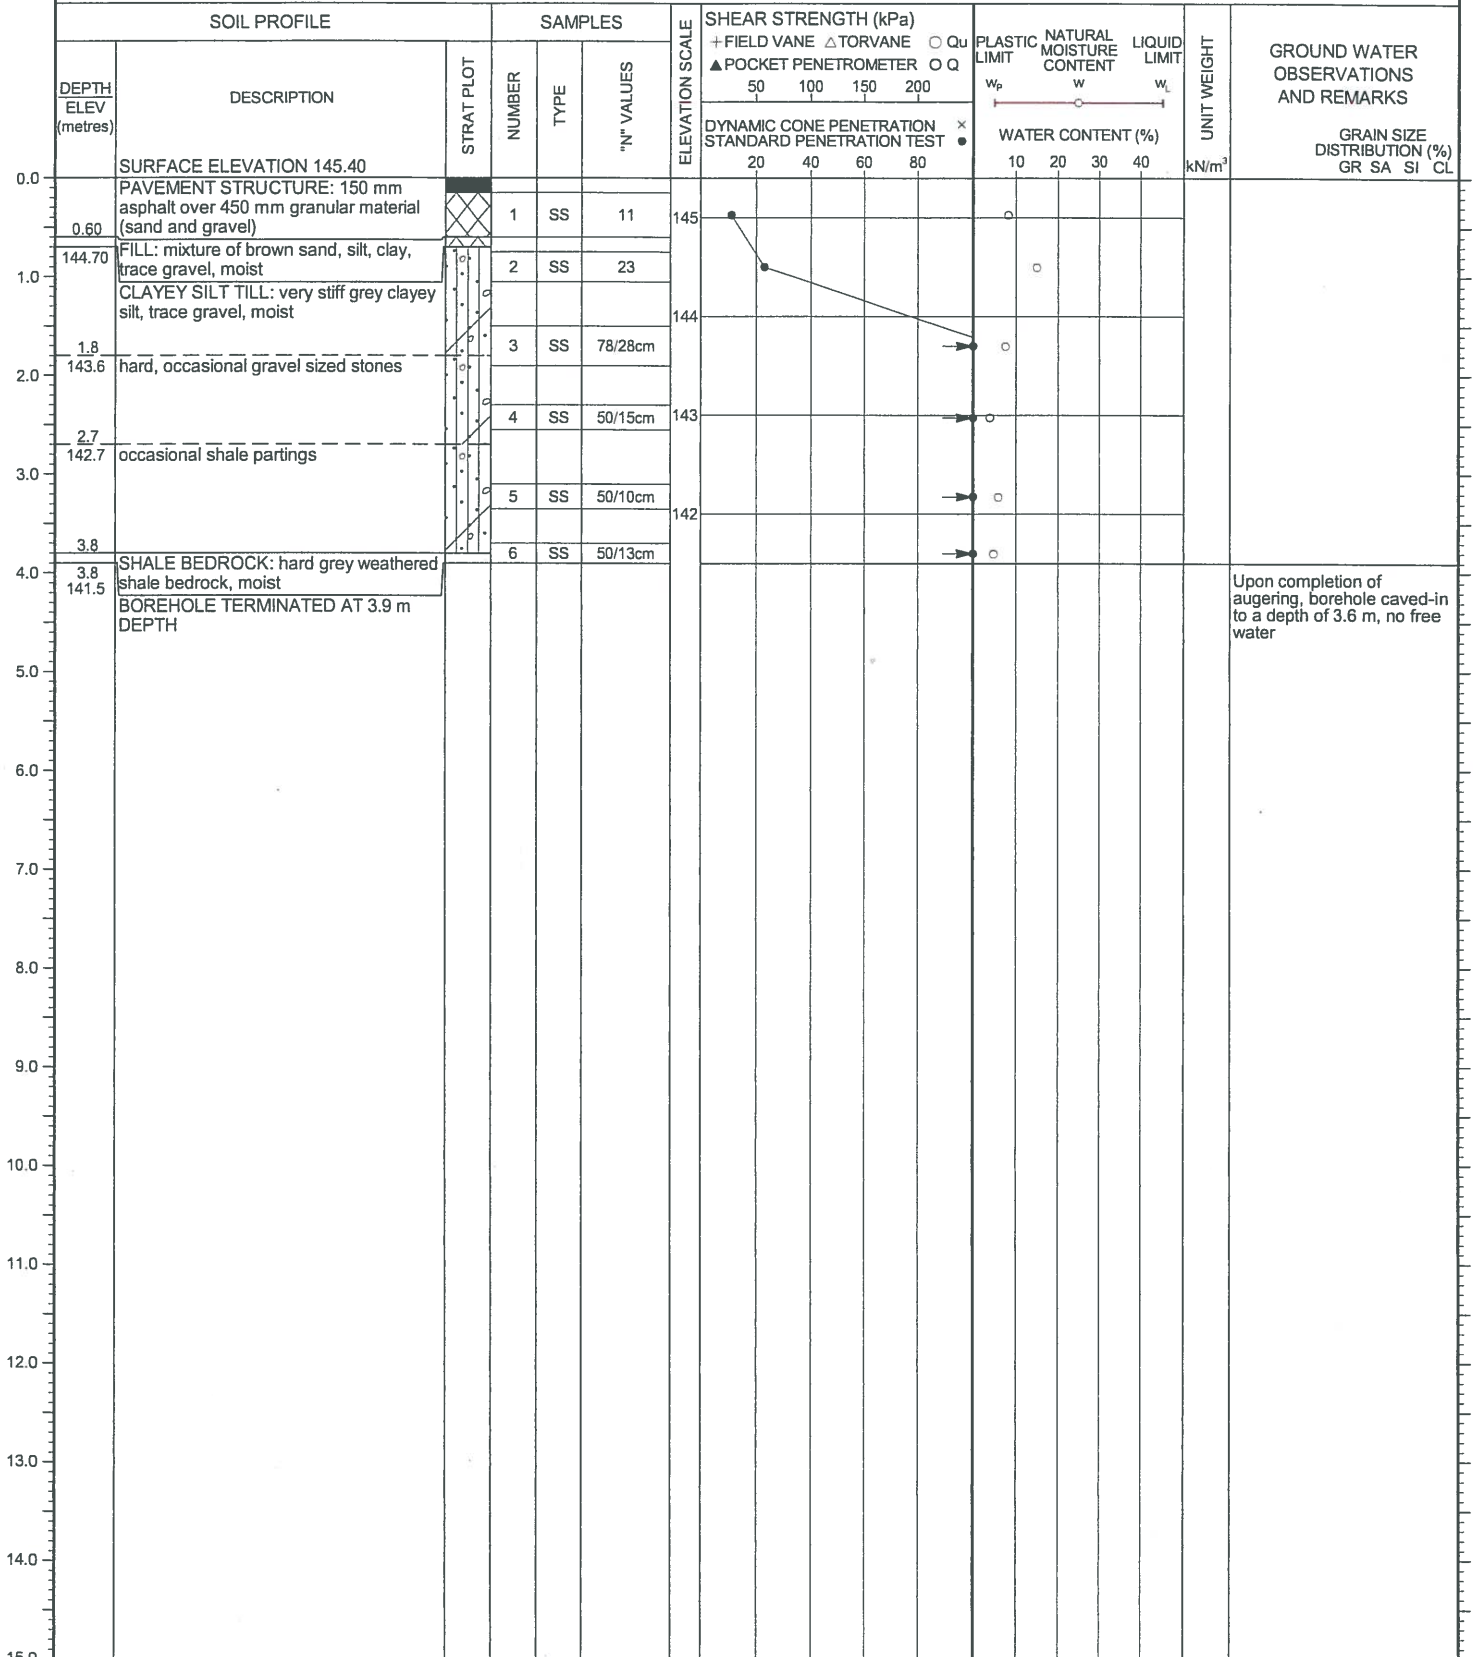 SOIL PROFILE
SAMPLES
DEPTH
ELEV
(metres)
DESCRIPTION
STRAT PLOT
NUMBER
TYPE
"N" VALUES
ELEVATION SCALE
SHEAR STRENGTH (kPa)
+ FIELD VANE △ TORVANE ○ Qu
▲ POCKET PENETROMETER ○ Q
50 100 150 200
DYNAMIC CONE PENETRATION ×
STANDARD PENETRATION TEST ●
20 40 60 80
PLASTIC LIMIT
NATURAL MOISTURE CONTENT
LIQUID LIMIT
WP W WL
WATER CONTENT (%)
10 20 30 40
UNIT WEIGHT
kN/m³
GROUND WATER
OBSERVATIONS
AND REMARKS
GRAIN SIZE
DISTRIBUTION (%)
GR SA SI CL
SURFACE ELEVATION 145.40
0.0
PAVEMENT STRUCTURE: 150 mm
asphalt over 450 mm granular material
(sand and gravel)
0.60
1 SS 11
145
144.70
FILL: mixture of brown sand, silt, clay,
trace gravel, moist
2 SS 23
1.0
CLAYEY SILT TILL: very stiff grey clayey
silt, trace gravel, moist
144
1.8
3 SS 78/28cm
143.6
hard, occasional gravel sized stones
2.0
4 SS 50/15cm
143
2.7
142.7
occasional shale partings
3.0
5 SS 50/10cm
142
3.8
6 SS 50/13cm
SHALE BEDROCK: hard grey weathered
shale bedrock, moist
4.0
3.8
141.5
BOREHOLE TERMINATED AT 3.9 m
DEPTH
Upon completion of
augering, borehole caved-in
to a depth of 3.6 m, no free
water
5.0
6.0
7.0
8.0
9.0
10.0
11.0
12.0
13.0
14.0
15.0